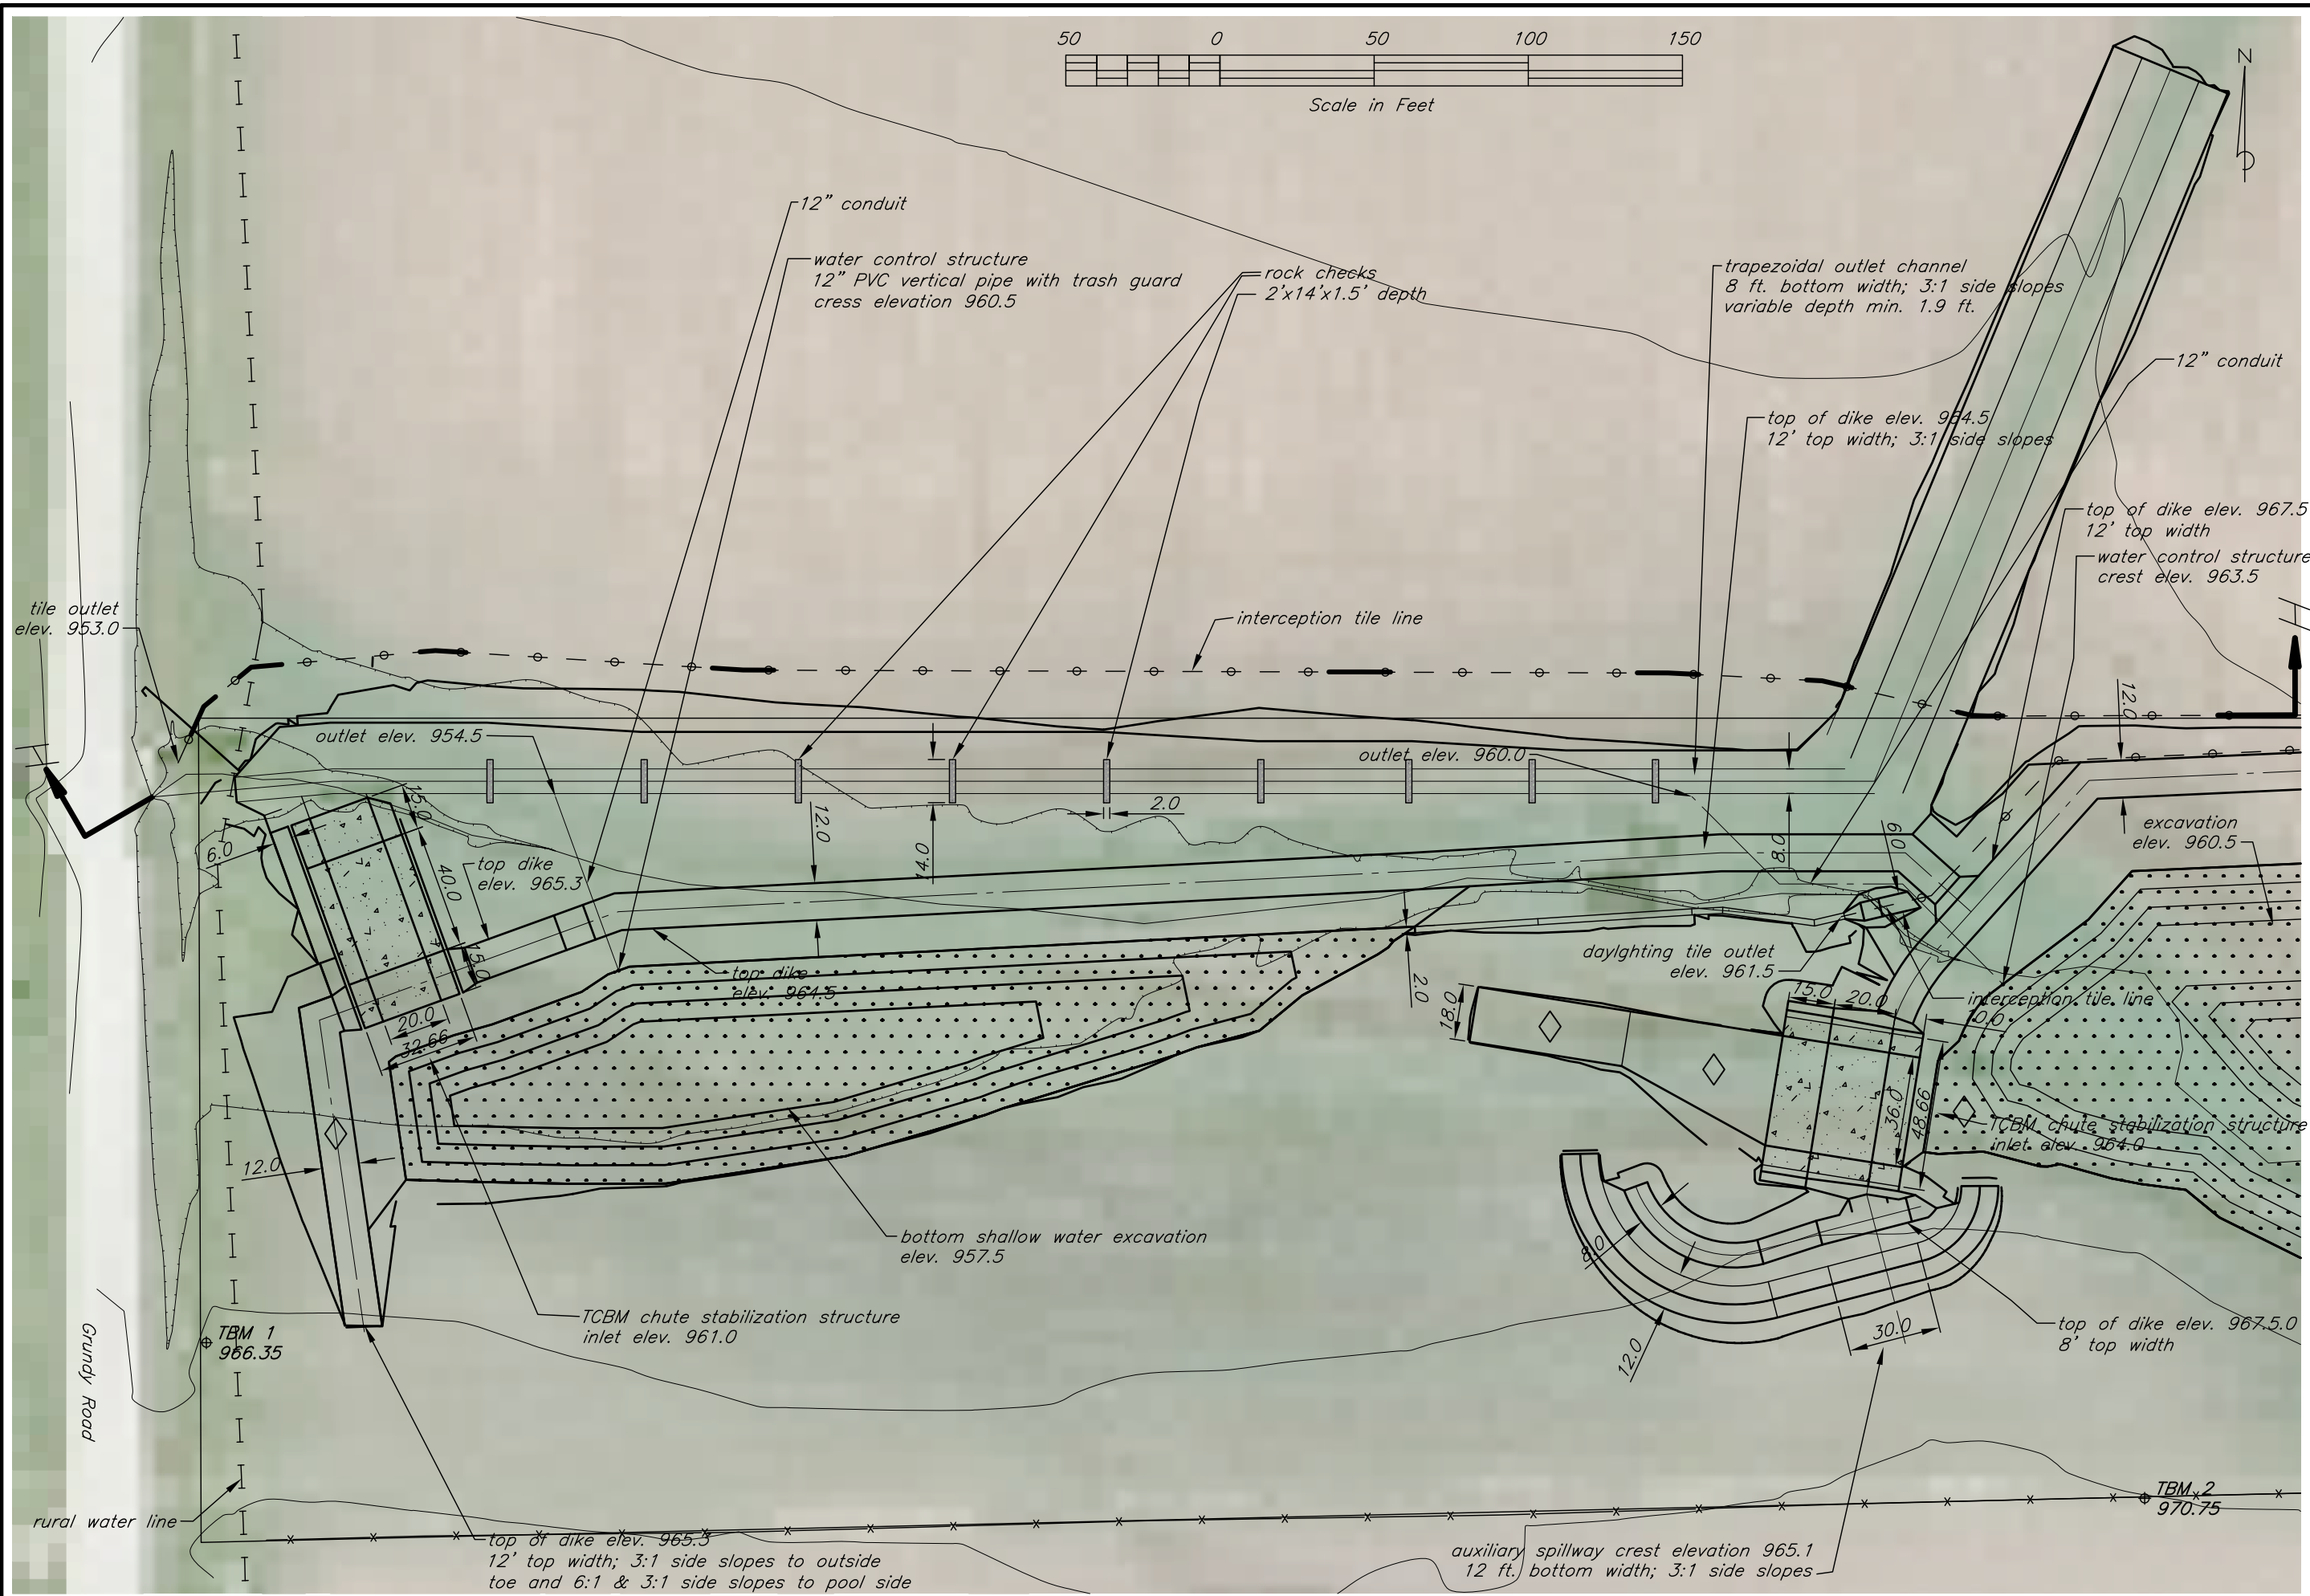 50 0 50 100 150
Scale in Feet
N
12" conduit
water control structure
12" PVC vertical pipe with trash guard
cress elevation 960.5
rock checks
2'x14'x1.5' depth
trapezoidal outlet channel
8 ft. bottom width; 3:1 side slopes
variable depth min. 1.9 ft.
12" conduit
top of dike elev. 964.5
12' top width; 3:1 side slopes
top of dike elev. 967.5
12' top width
water control structure
crest elev. 963.5
tile outlet
elev. 953.0
interception tile line
H
H
12.0
outlet elev. 954.5
outlet elev. 960.0
15.0
2.0
12.0
14.0
8.0
6.0
6.0
40.0
top dike
elev. 965.3
excavation
elev. 960.5
15.0
top dike
elev. 964.5
daylghting tile outlet
elev. 961.5
2.0
18.0
15.0
20.0
interception tile line
10.0
20.0
32.66
36.0
48.66
TCBM chute stabilization structure
inlet elev. 964.0
12.0
bottom shallow water excavation
elev. 957.5
8.0
TCBM chute stabilization structure
inlet elev. 961.0
TBM 1
966.35
Grundy Road
12.0
30.0
top of dike elev. 967.5.0
8' top width
TBM 2
970.75
rural water line
top of dike elev. 965.3
12' top width; 3:1 side slopes to outside
toe and 6:1 & 3:1 side slopes to pool side
auxiliary spillway crest elevation 965.1
12 ft. bottom width; 3:1 side slopes